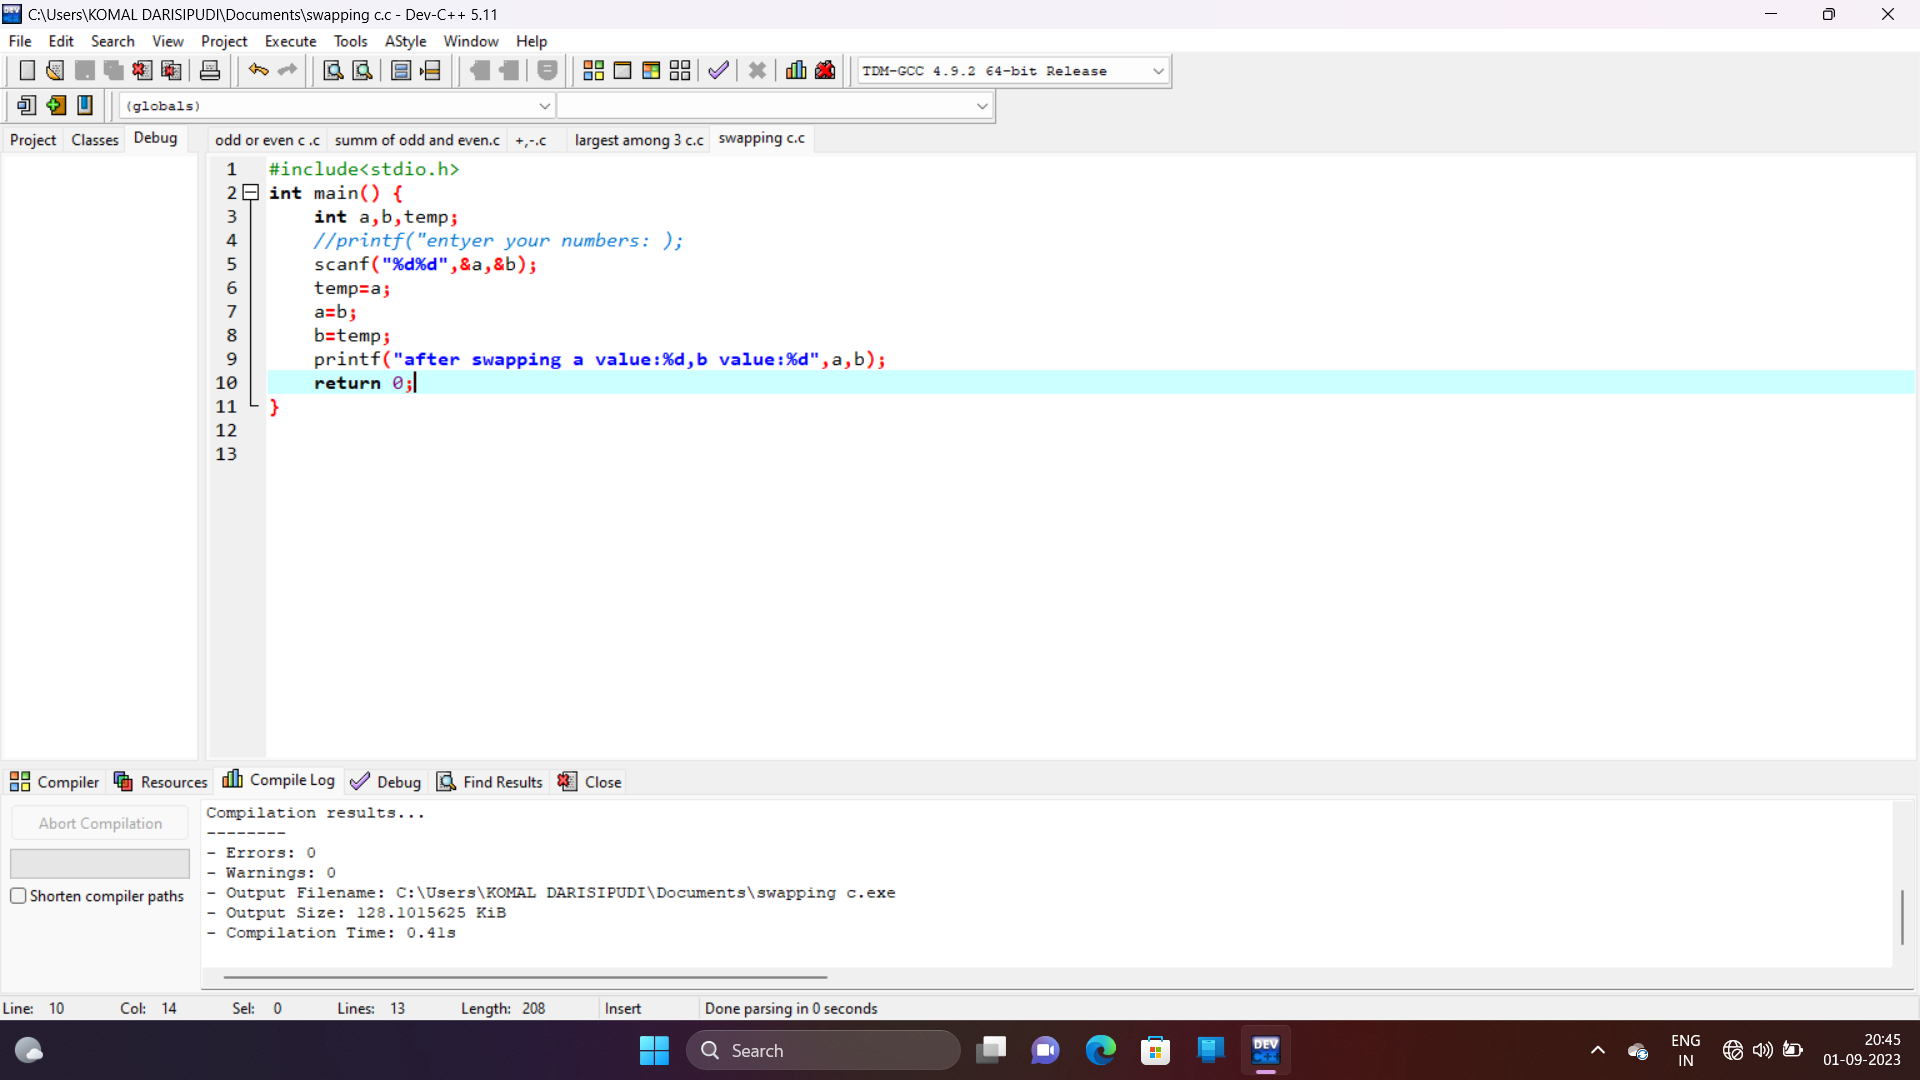 C:\Users\KOMAL DARISIPUDI\Documents\swapping c.c - Dev-C++ 5.11
File Edit Search View Project Execute Tools AStyle Window Help
TDM-GCC 4.9.2 64-bit Release
(globals)
Project Classes Debug odd or even c .c summ of odd and even.c +,-.c largest among 3 c.c swapping c.c
1 #include<stdio.h>
2 int main() {
3 int a,b,temp;
4 //printf("entyer your numbers: );
5 scanf("%d%d",&a,&b);
6 temp=a;
7 a=b;
8 b=temp;
9 printf("after swapping a value:%d,b value:%d",a,b);
10 return 0;
11 }
12
13
Compiler Resources Compile Log Debug Find Results Close
Abort Compilation
Shorten compiler paths
Compilation results...
--------
- Errors: 0
- Warnings: 0
- Output Filename: C:\Users\KOMAL DARISIPUDI\Documents\swapping c.exe
- Output Size: 128.1015625 KiB
- Compilation Time: 0.41s
Line: 10 Col: 14 Sel: 0 Lines: 13 Length: 208 Insert Done parsing in 0 seconds
Search
DEV C++
ENG
IN
20:45
01-09-2023